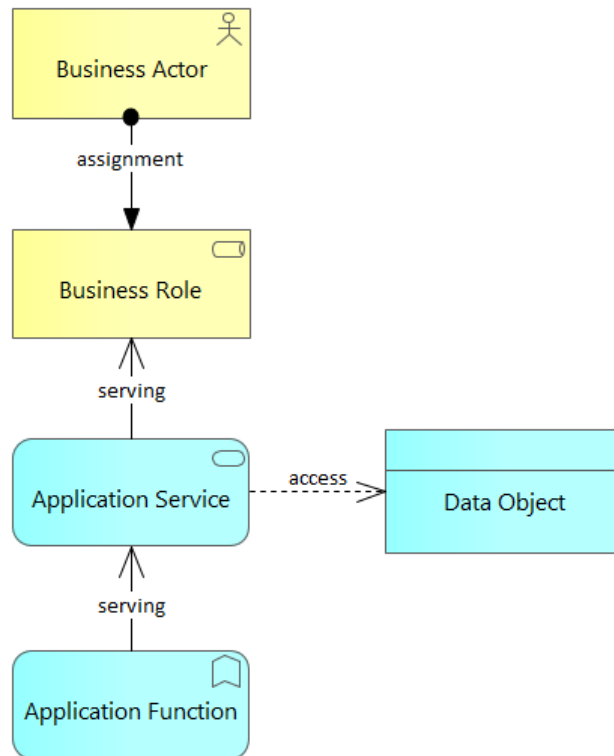 Business Actor
assignment
Business Role
serving
Application Service
access
Data Object
serving
Application Function